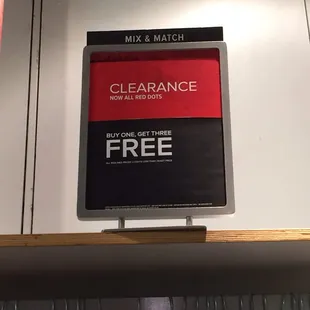 MIX & MATCH
CLEARANCE
NOW ALL RED DOTS
BUY ONE, GET THREE
FREE